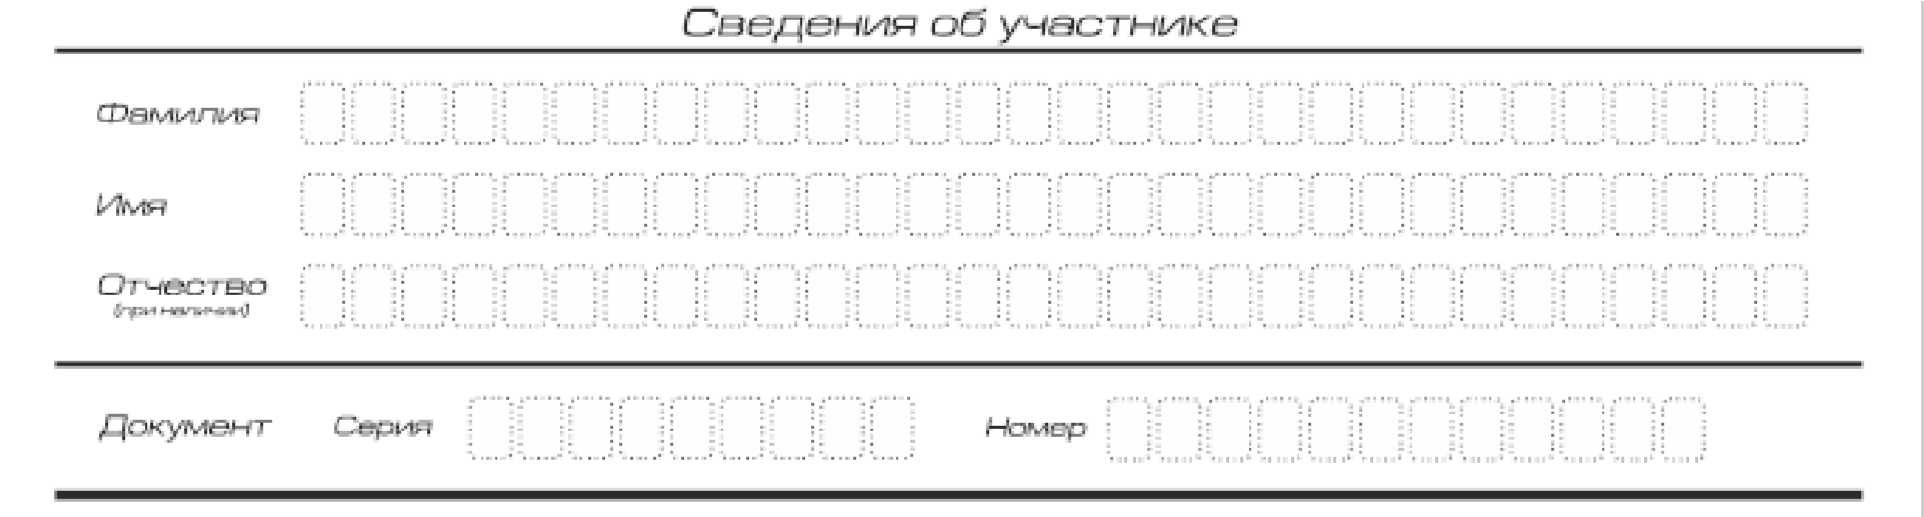 Сведения об участнике
Фамилия
Имя
Отчество
(при наличии)
Документ Серия Номер